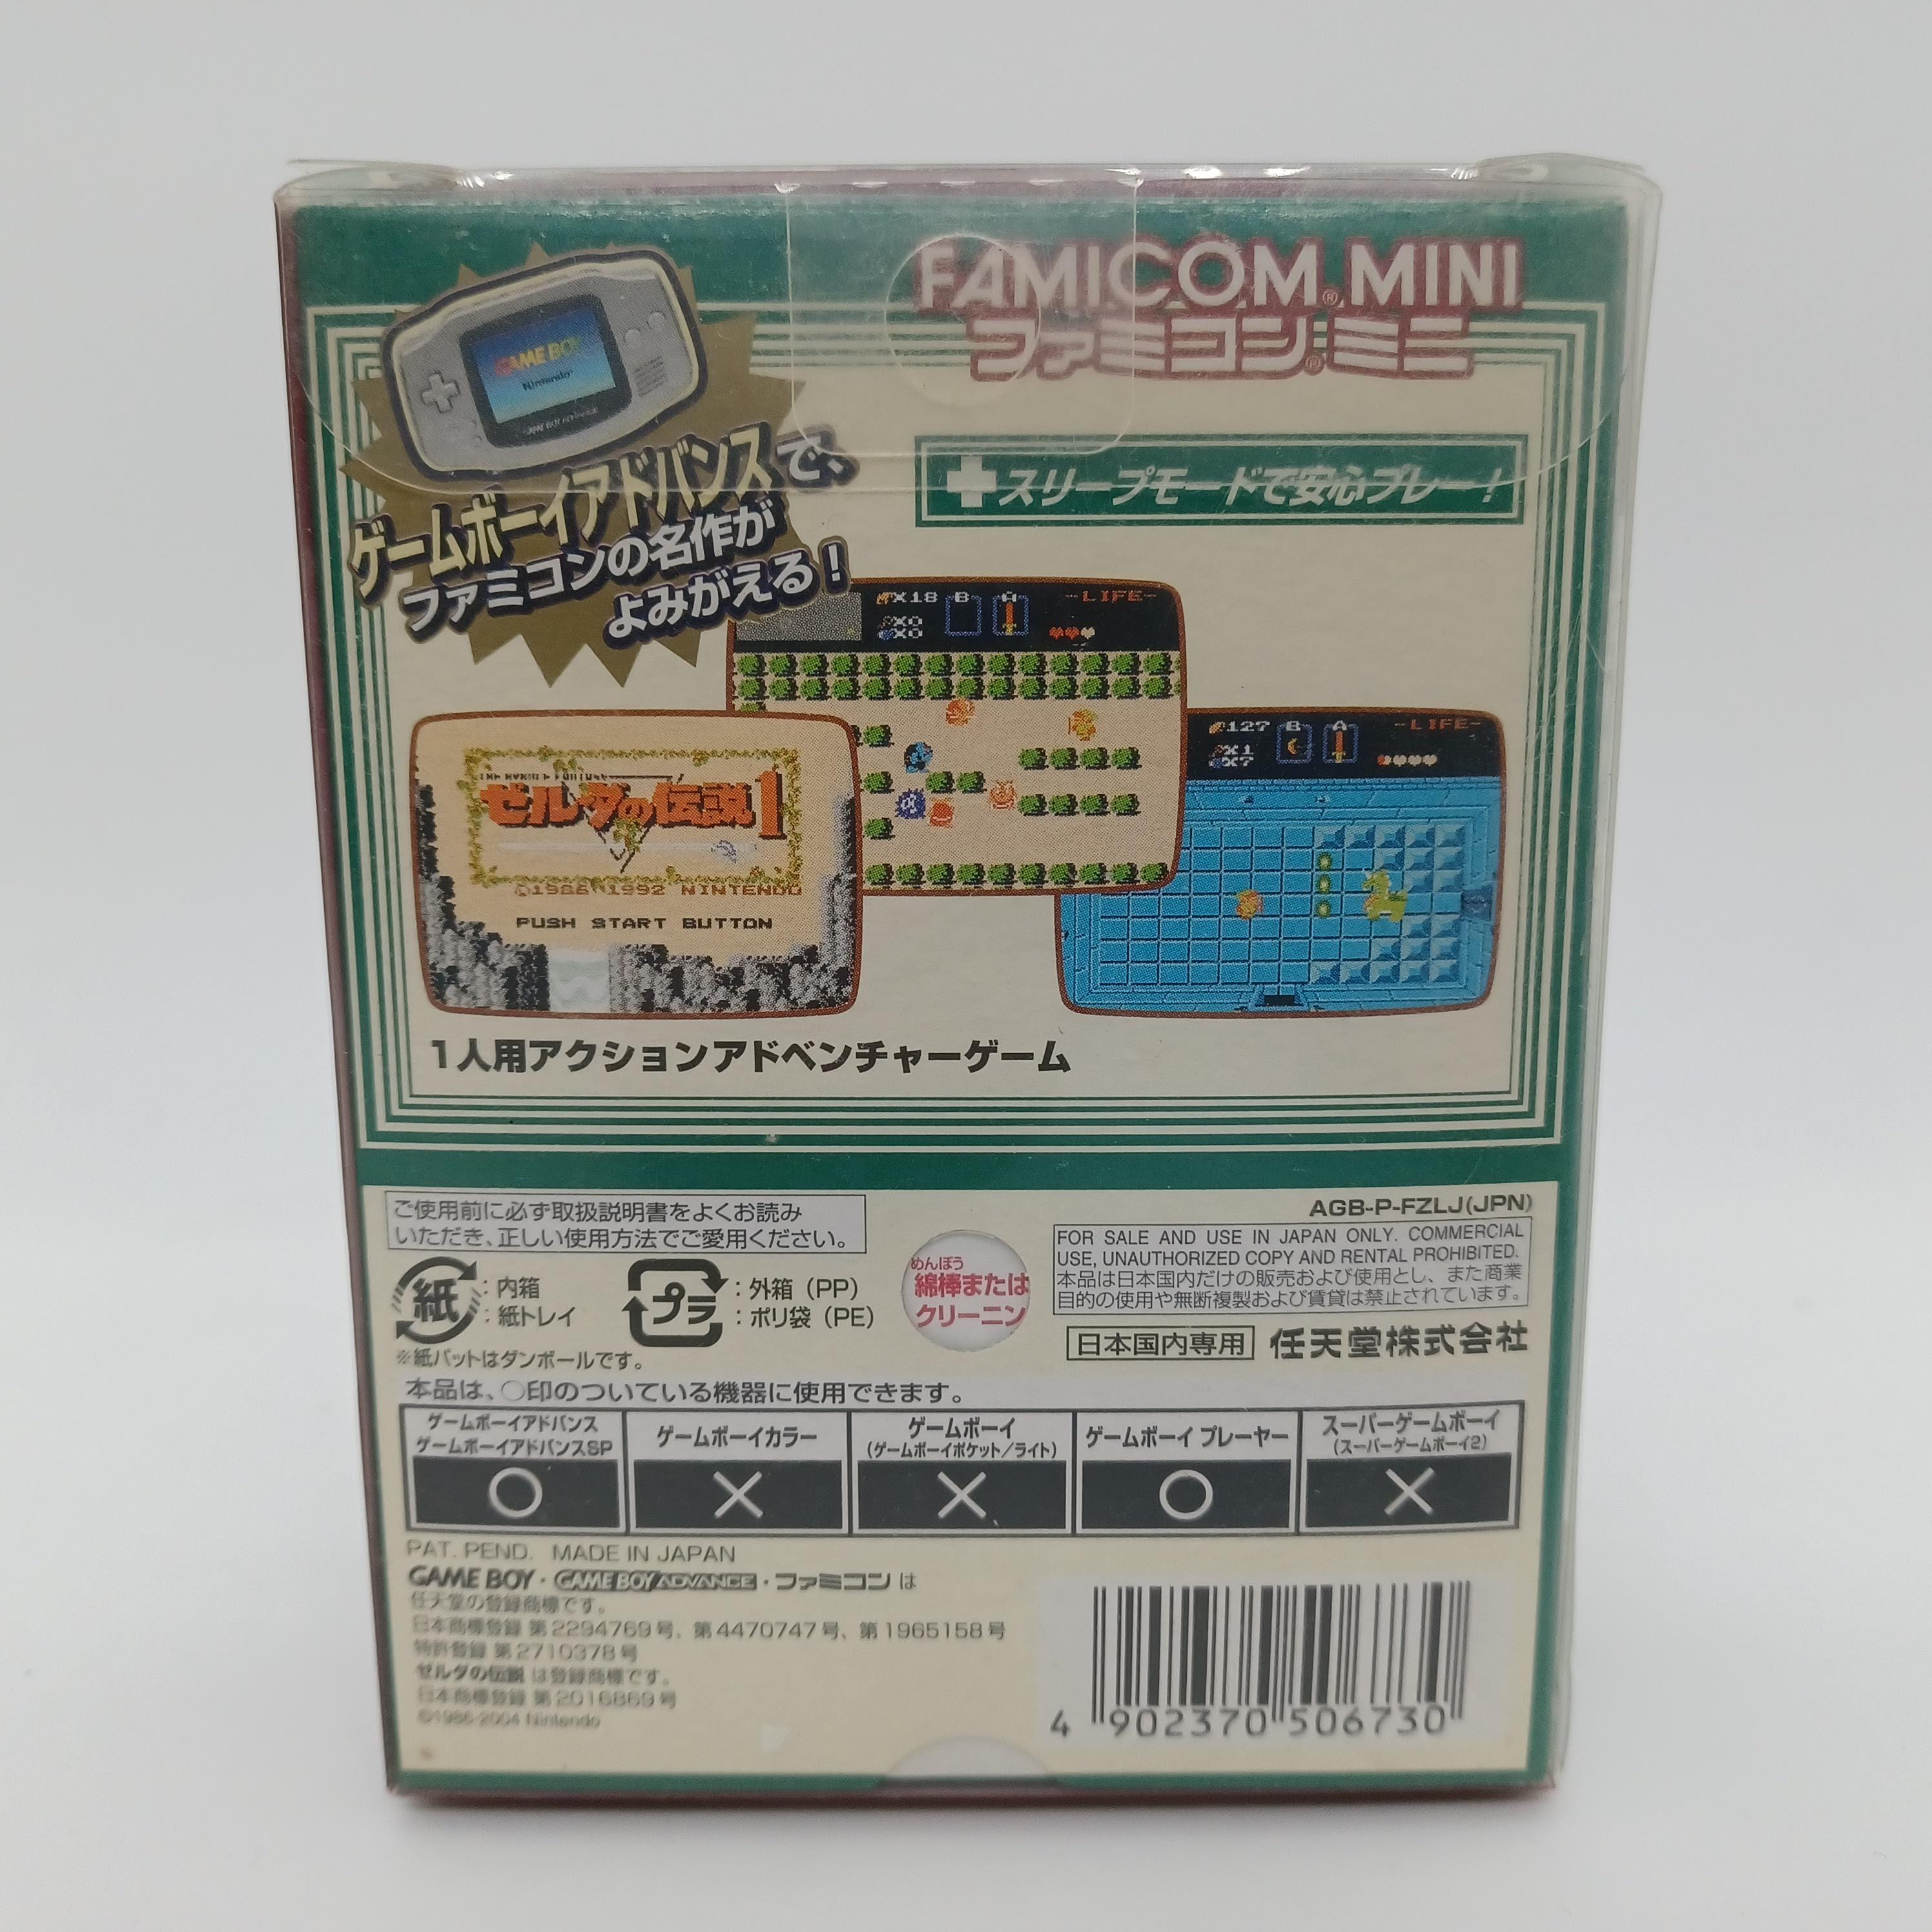 FAMICOM® MINI
ファミコン®ミニ
GAME BOY
Nintendo
ゲームボーイアドバンスで、
ファミコンの名作が
よみがえる！
スリープモードで安心プレー！
X18 B A -LIFE-
X0
X0
127 B A -LIFE-
X1
X7
ゼルダの伝説1
©1986 1992 NINTENDO
PUSH START BUTTON
1人用アクションアドベンチャーゲーム
AGB-P-FZLJ(JPN)
ご使用前に必ず取扱説明書をよくお読み
いただき、正しい使用方法でご愛用ください。
紙
:内箱
:紙トレイ
プラ
:外箱（PP）
:ポリ袋（PE）
※紙パットはダンボールです。
めんぼう
綿棒または
クリーニン
FOR SALE AND USE IN JAPAN ONLY. COMMERCIAL
USE, UNAUTHORIZED COPY AND RENTAL PROHIBITED.
本品は日本国内だけの販売および使用とし、また商業
目的の使用や無断複製および賃貸は禁止されています。
日本国内専用 任天堂株式会社
本品は、○印のついている機器に使用できます。
ゲームボーイアドバンス
ゲームボーイアドバンスSP
ゲームボーイカラー
ゲームボーイ
(ゲームボーイポケット/ライト)
ゲームボーイ プレーヤー
スーパーゲームボーイ
(スーパーゲームボーイ2)
○ × × ○ ×
PAT. PEND. MADE IN JAPAN
GAME BOY・GAME BOY ADVANCE・ファミコン は
任天堂の登録商標です。
日本商標登録 第2294769号、第4470747号、第1965158号
特許登録 第2710378号
ゼルダの伝説 は登録商標です。
日本商標登録 第2016869号
©1986-2004 Nintendo
4 902370 506730